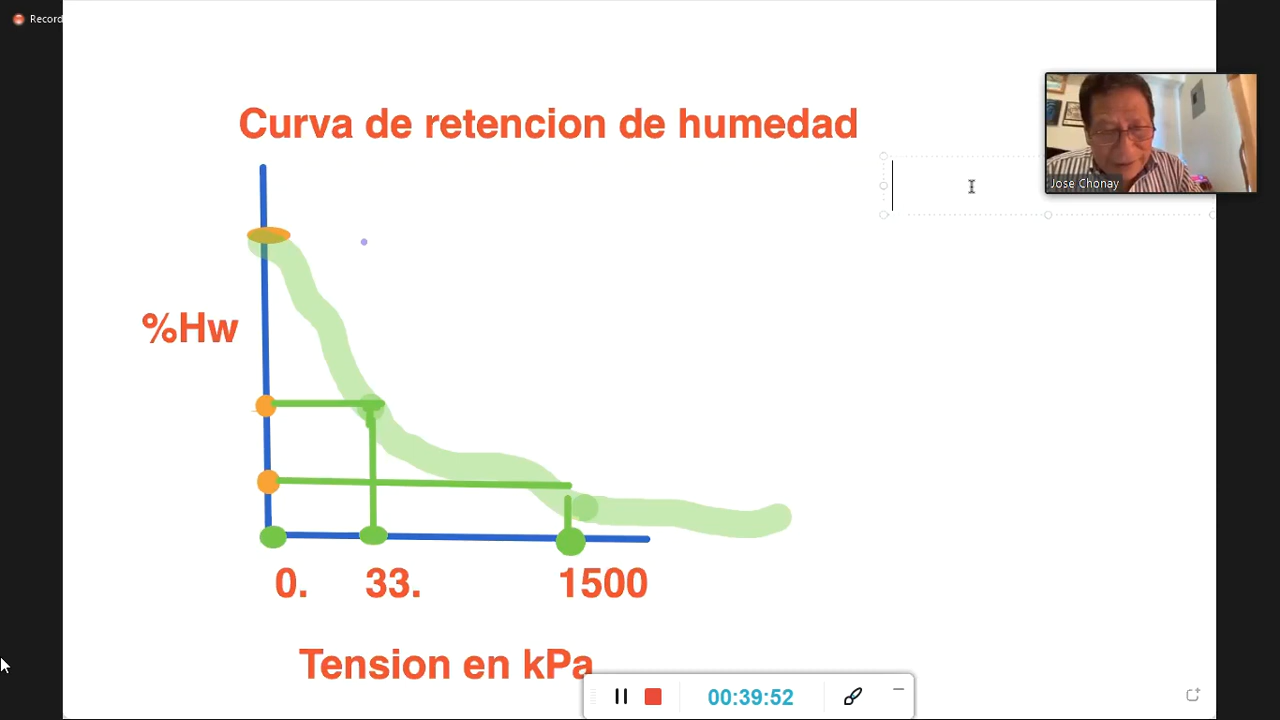 Record
Curva de retencion de humedad
Jose Chonay
%Hw
0. 33. 1500
Tension en kPa
00:39:52